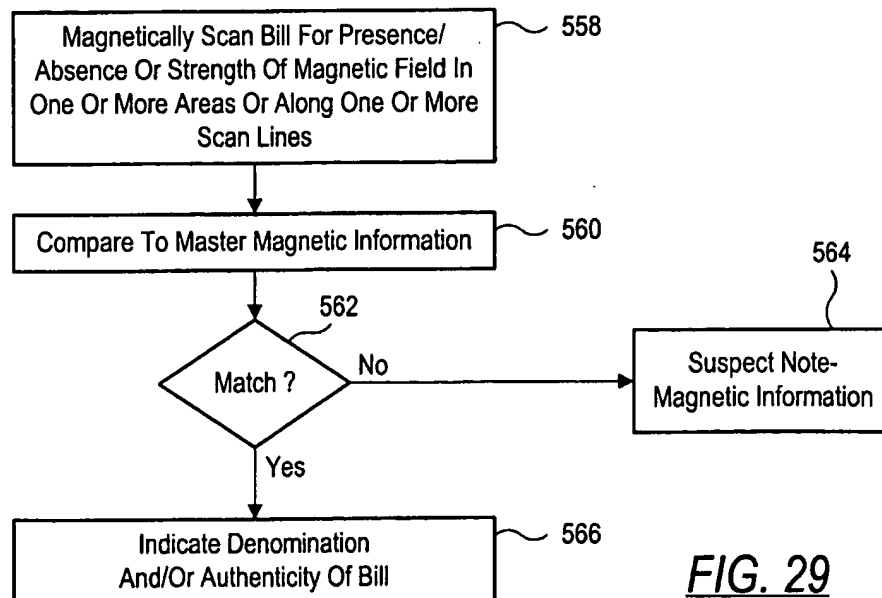 Magnetically Scan Bill For Presence/
Absence Or Strength Of Magnetic Field In
One Or More Areas Or Along One Or More
Scan Lines
558
Compare To Master Magnetic Information
560
562
Match ?
No
564
Suspect Note-
Magnetic Information
Yes
Indicate Denomination
And/Or Authenticity Of Bill
566
FIG. 29